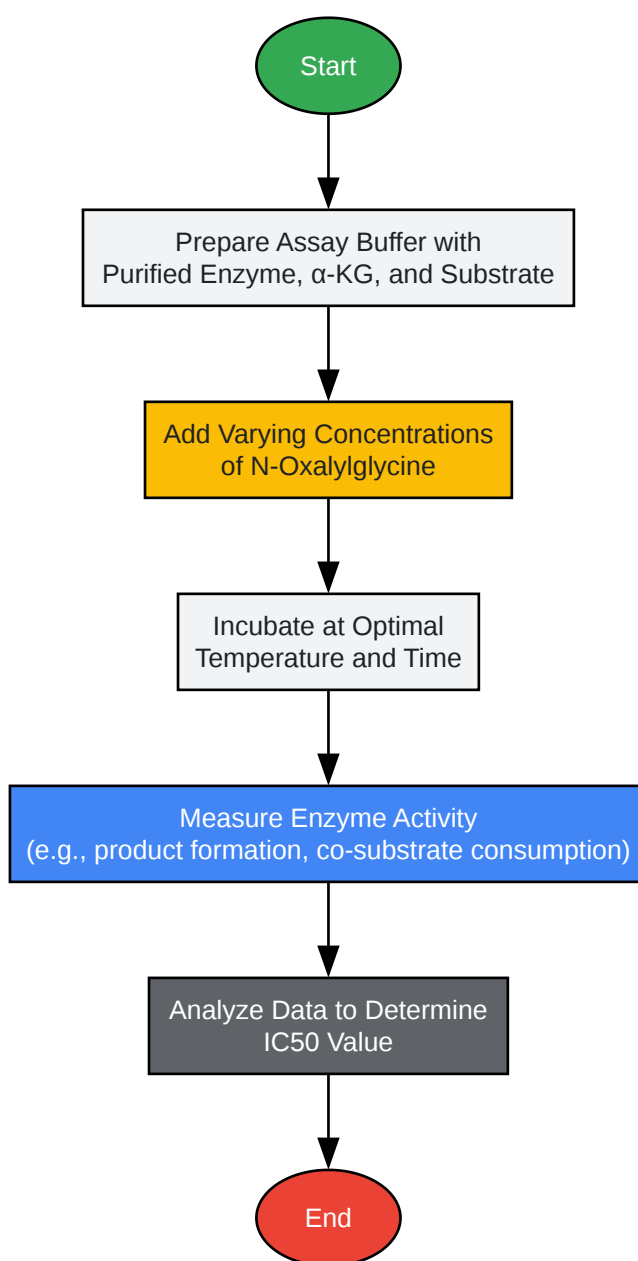 Start
Prepare Assay Buffer with
Purified Enzyme, α-KG, and Substrate
Add Varying Concentrations
of N-Oxalylglycine
Incubate at Optimal
Temperature and Time
Measure Enzyme Activity
(e.g., product formation, co-substrate consumption)
Analyze Data to Determine
IC50 Value
End